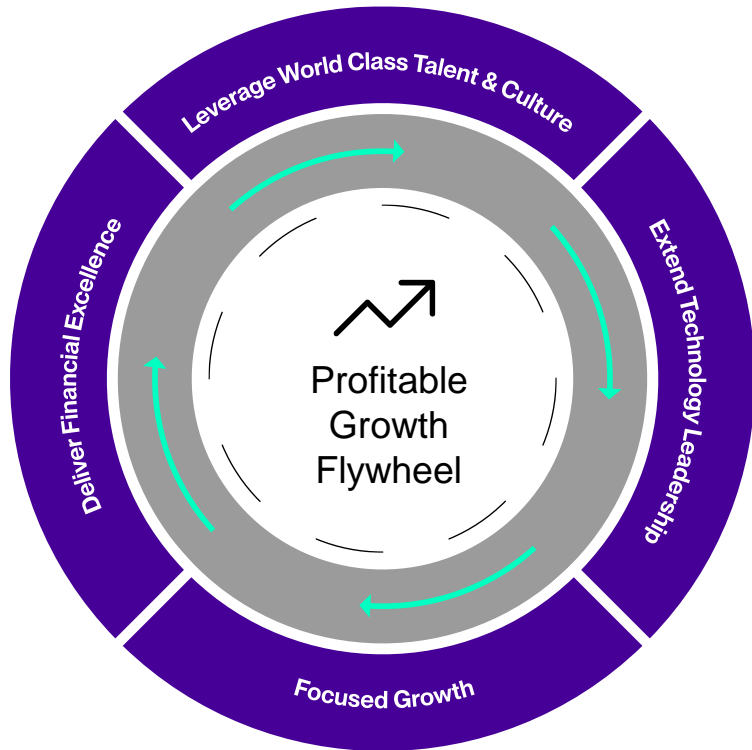 Leverage World Class Talent & Culture
Extend Technology Leadership
Focused Growth
Deliver Financial Excellence
Profitable
Growth
Flywheel